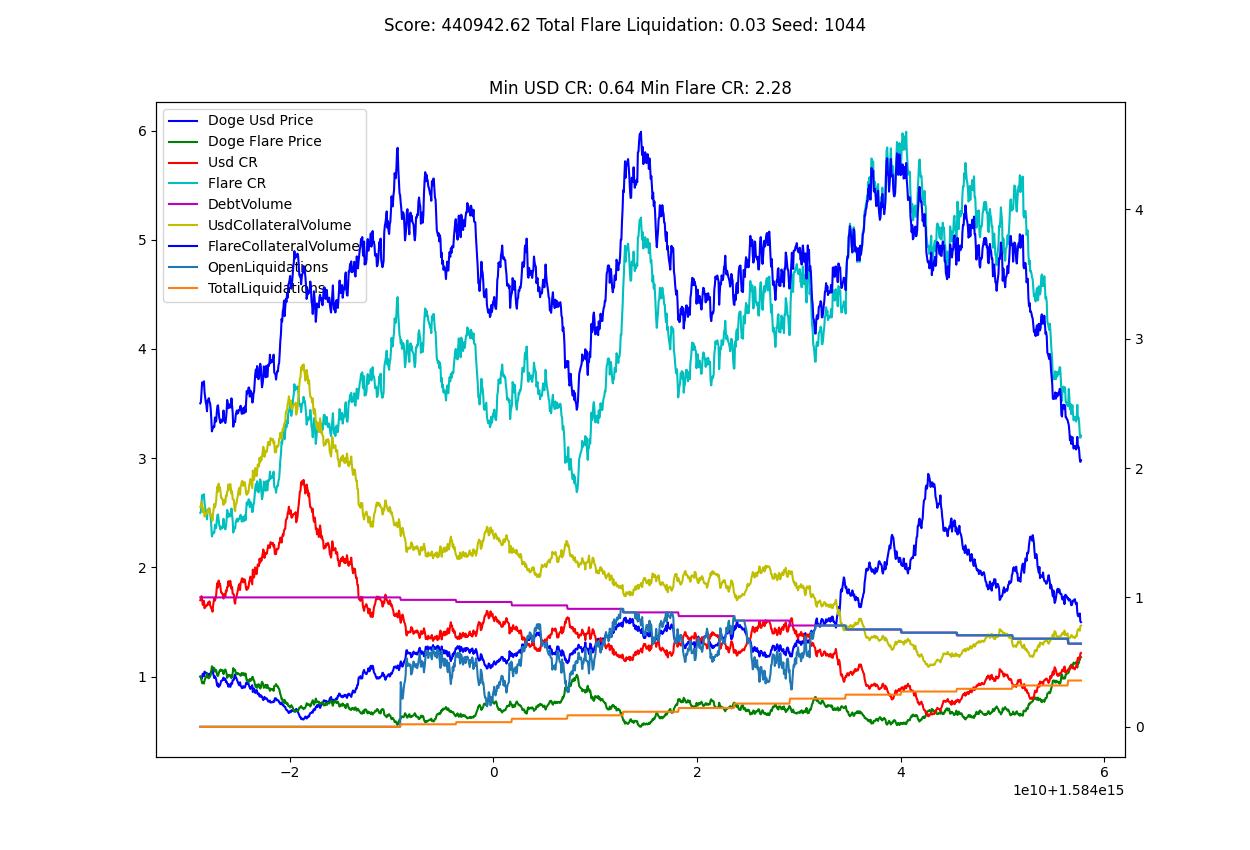 Score: 440942.62 Total Flare Liquidation: 0.03 Seed: 1044
Min USD CR: 0.64 Min Flare CR: 2.28
Doge Usd Price
Doge Flare Price
Usd CR
Flare CR
DebtVolume
UsdCollateralVolume
FlareCollateralVolume
OpenLiquidations
TotalLiquidations
6
5
4
3
2
1
4
3
2
1
0
−2
0
2
4
6
1e10+1.584e15